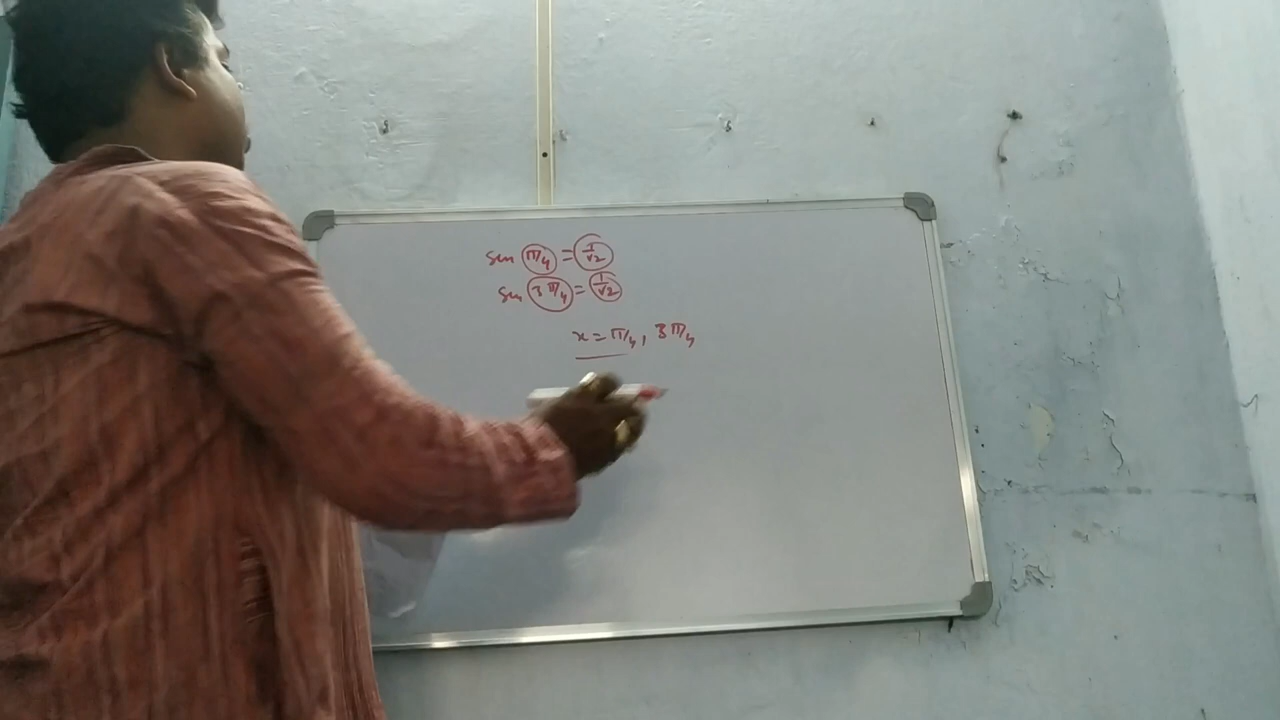 sin π/4 = 1/√2
sin 3π/4 = 1/√2
x = π/4, 3π/4